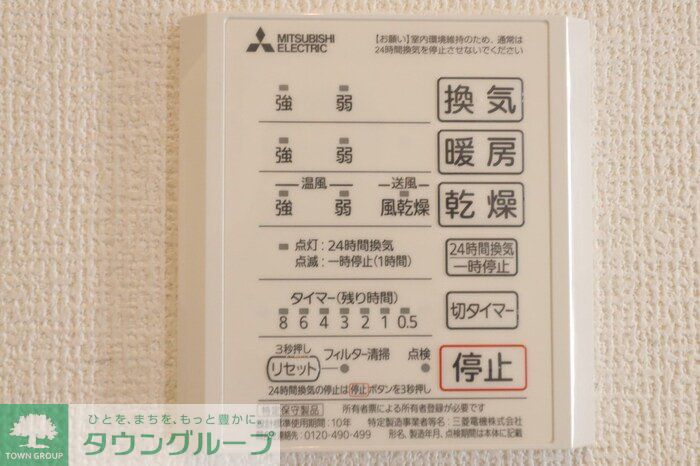 MITSUBISHI
ELECTRIC
【お願い】室内環境維持のため、通常は
24時間換気を停止させないでください
強 弱 換気
強 弱 暖房
温風 送風
強 弱 風乾燥 乾燥
点灯：24時間換気
点滅：一時停止(1時間)
24時間換気
一時停止
タイマー(残り時間)
8 6 4 3 2 1 0.5
切タイマー
3秒押し
リセット フィルター清掃 点検
停止
24時間換気の停止は停止ボタンを3秒押し
特定保守製品 所有者票による所有者登録が必要です
設計標準使用期間：10年 特定製造事業者等名：三菱電機株式会社
連絡先：0120-490-499 形名、製造年月、点検期間は本体に記載
TOWN GROUP
ひとを、まちを、もっと豊かに。
タウングループ